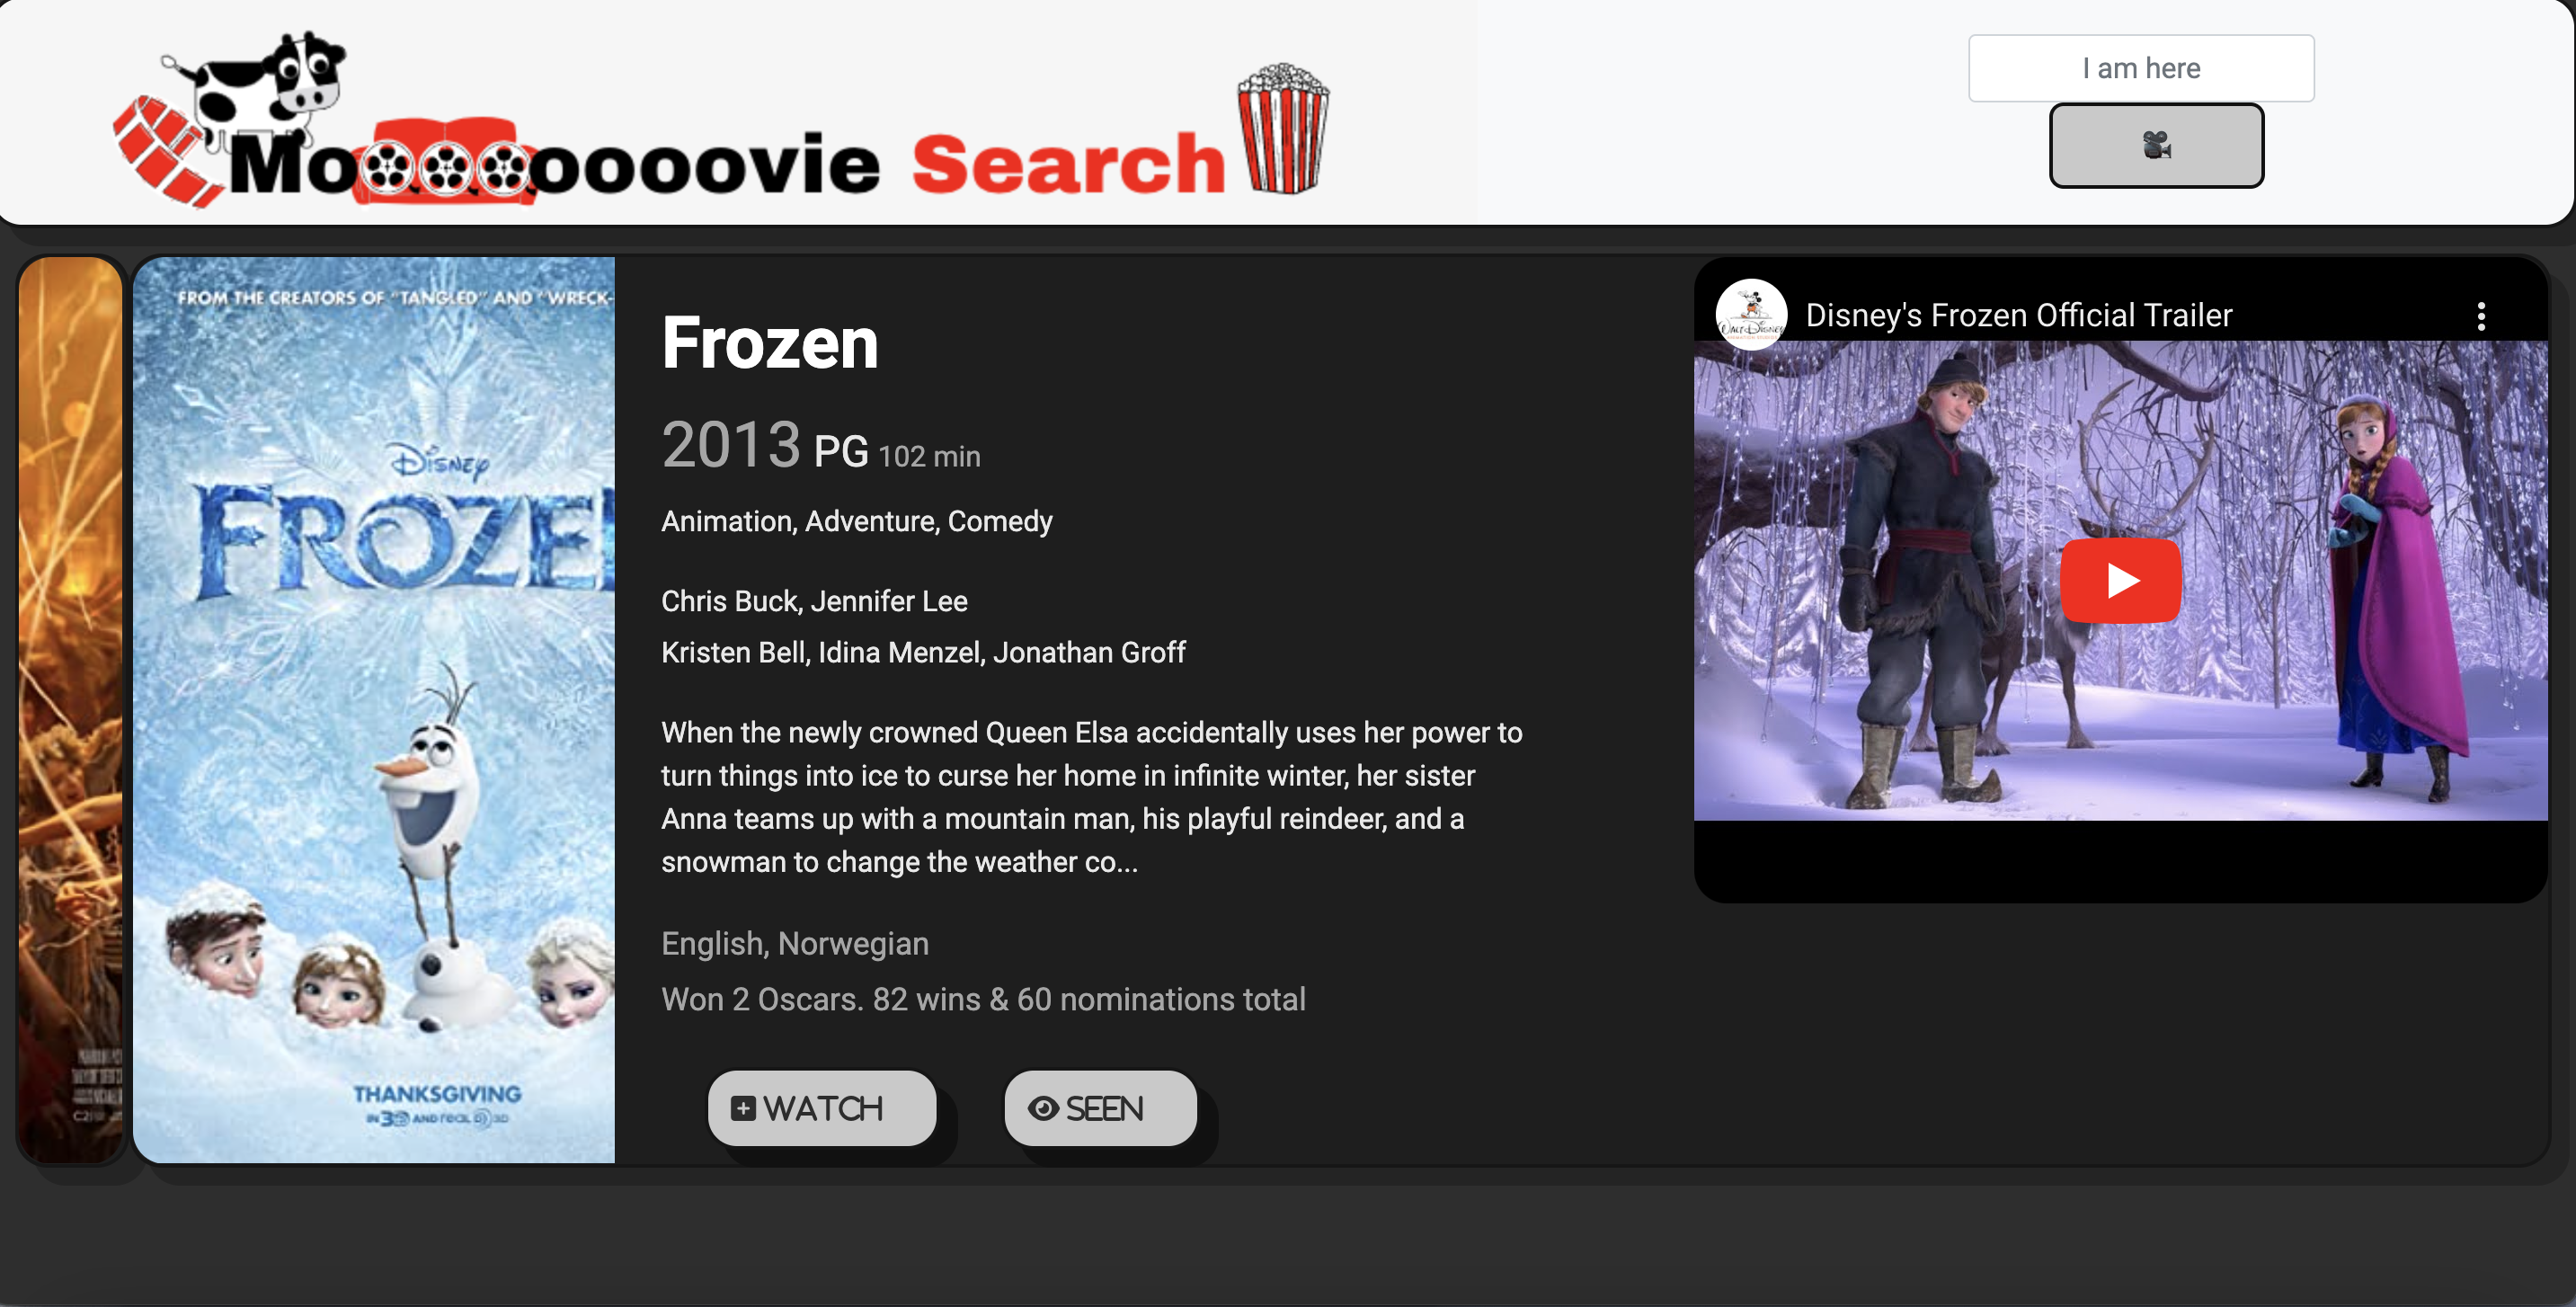 Moooooooovie Search
I am here
FROM THE CREATORS OF "TANGLED" AND "WRECK-
DISNEY
FROZE
THANKSGIVING
IN 3D AND REAL D 3D
Frozen
2013 PG 102 min
Animation, Adventure, Comedy
Chris Buck, Jennifer Lee
Kristen Bell, Idina Menzel, Jonathan Groff
When the newly crowned Queen Elsa accidentally uses her power to
turn things into ice to curse her home in infinite winter, her sister
Anna teams up with a mountain man, his playful reindeer, and a
snowman to change the weather co...
English, Norwegian
Won 2 Oscars. 82 wins & 60 nominations total
WATCH
SEEN
Walt Disney
Disney's Frozen Official Trailer